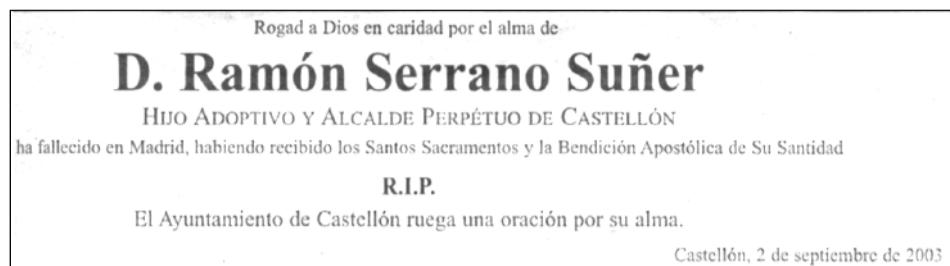 Rogad a Dios en caridad por el alma de
D. Ramón Serrano Suñer
HIJO ADOPTIVO Y ALCALDE PERPÉTUO DE CASTELLÓN
ha fallecido en Madrid, habiendo recibido los Santos Sacramentos y la Bendición Apostólica de Su Santidad
R.I.P.
El Ayuntamiento de Castellón ruega una oración por su alma.
Castellón, 2 de septiembre de 2003